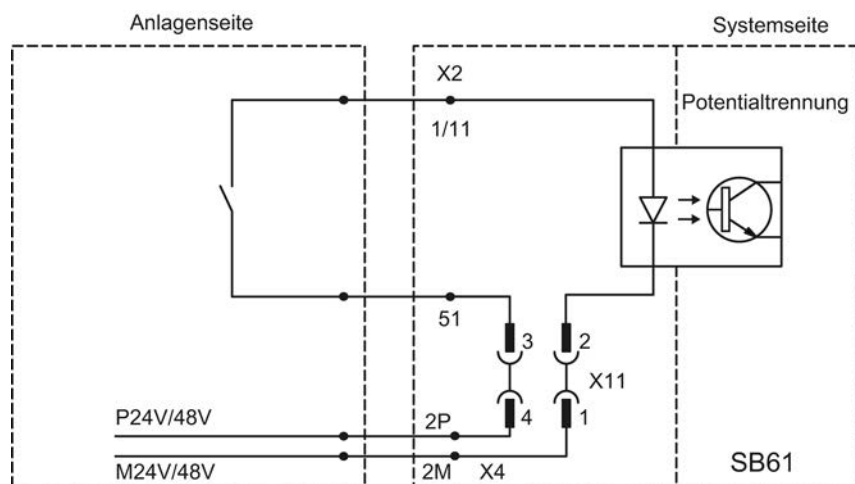 Anlagenseite
Systemseite
X2
1/11
Potentialtrennung
51
3
2
X11
4
1
P24V/48V
2P
M24V/48V
2M
X4
SB61